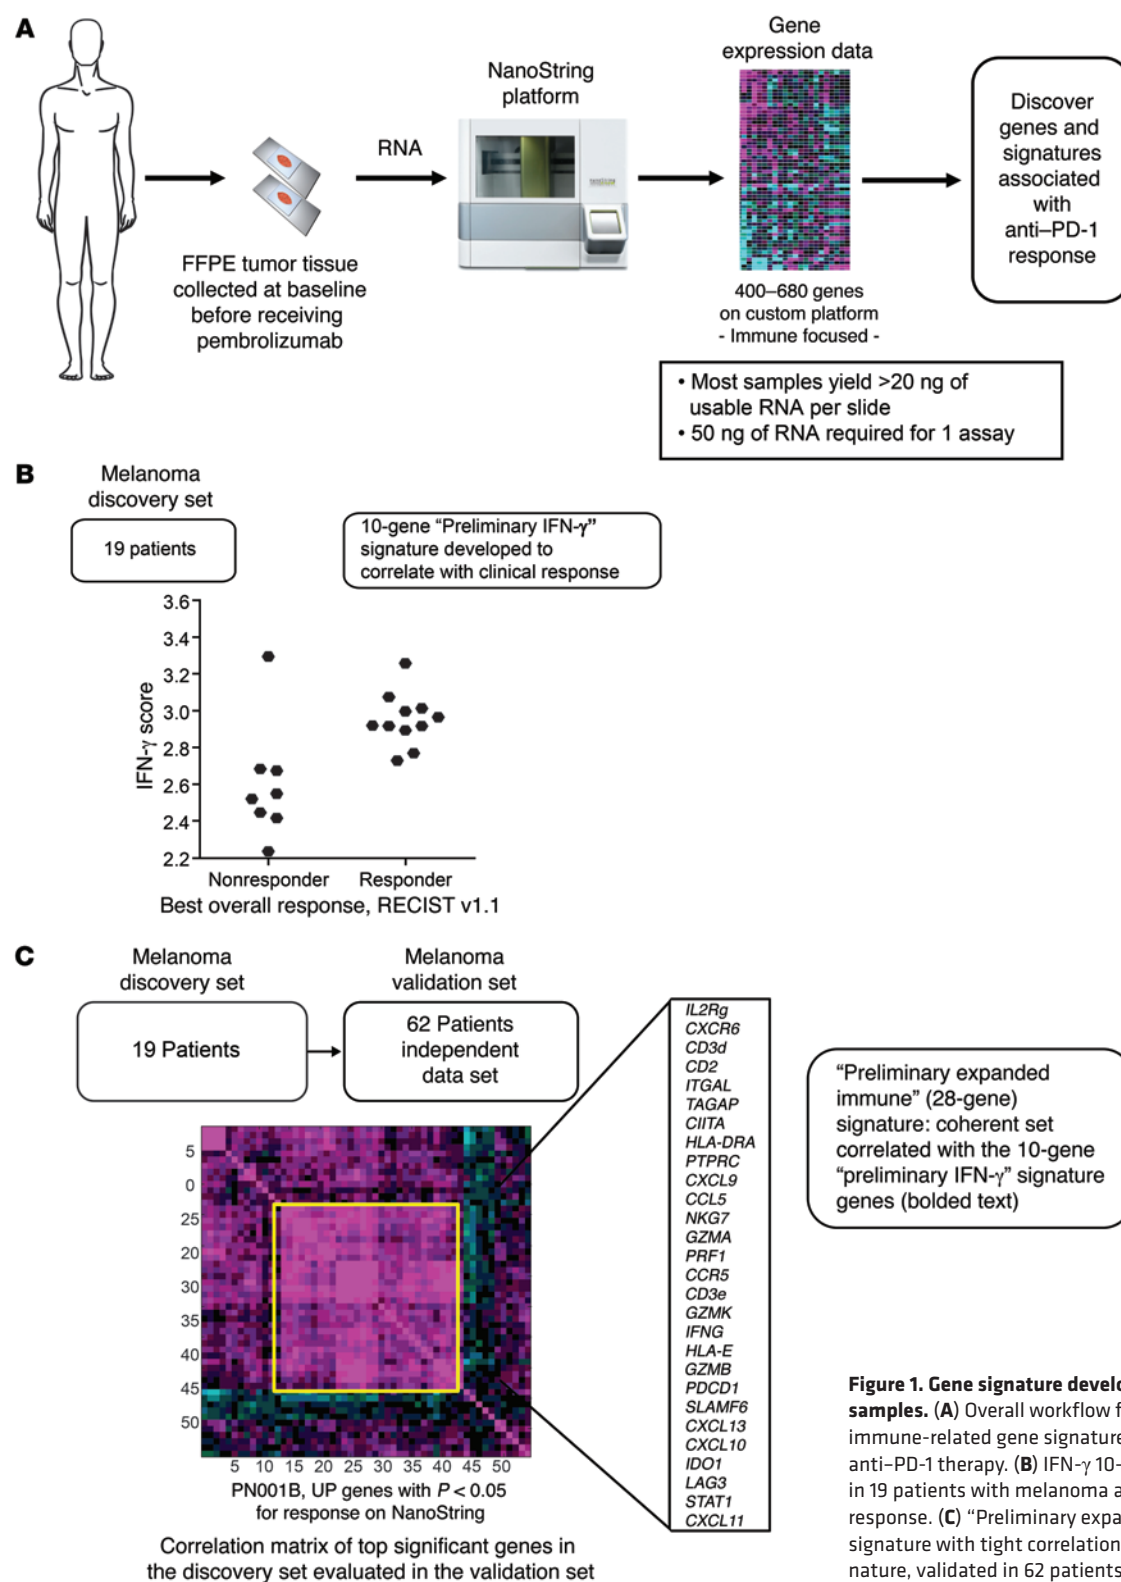 A
Gene
expression data
NanoString
platform
RNA
FFPE tumor tissue
collected at baseline
before receiving
pembrolizumab
400–680 genes
on custom platform
- Immune focused -
Discover
genes and
signatures
associated
with
anti–PD-1
response
• Most samples yield >20 ng of
usable RNA per slide
• 50 ng of RNA required for 1 assay
B
Melanoma
discovery set
19 patients
10-gene “Preliminary IFN-γ”
signature developed to
correlate with clinical response
IFN-γ score
3.6
3.4
3.2
3.0
2.8
2.6
2.4
2.2
Nonresponder Responder
Best overall response, RECIST v1.1
C
Melanoma
discovery set
19 Patients
Melanoma
validation set
62 Patients
independent
data set
5
0
25
20
30
35
40
45
50
5 10 15 20 25 30 35 40 45 50
PN001B, UP genes with P < 0.05
for response on NanoString
Correlation matrix of top significant genes in
the discovery set evaluated in the validation set
IL2Rg
CXCR6
CD3d
CD2
ITGAL
TAGAP
CIITA
HLA-DRA
PTPRC
CXCL9
CCL5
NKG7
GZMA
PRF1
CCR5
CD3e
GZMK
IFNG
HLA-E
GZMB
PDCD1
SLAMF6
CXCL13
CXCL10
IDO1
LAG3
STAT1
CXCL11
“Preliminary expanded
immune” (28-gene)
signature: coherent set
correlated with the 10-gene
“preliminary IFN-γ” signature
genes (bolded text)
Figure 1. Gene signature develo
samples. (A) Overall workflow f
immune-related gene signature
anti–PD-1 therapy. (B) IFN-γ 10-
in 19 patients with melanoma a
response. (C) “Preliminary expa
signature with tight correlation
nature, validated in 62 patients